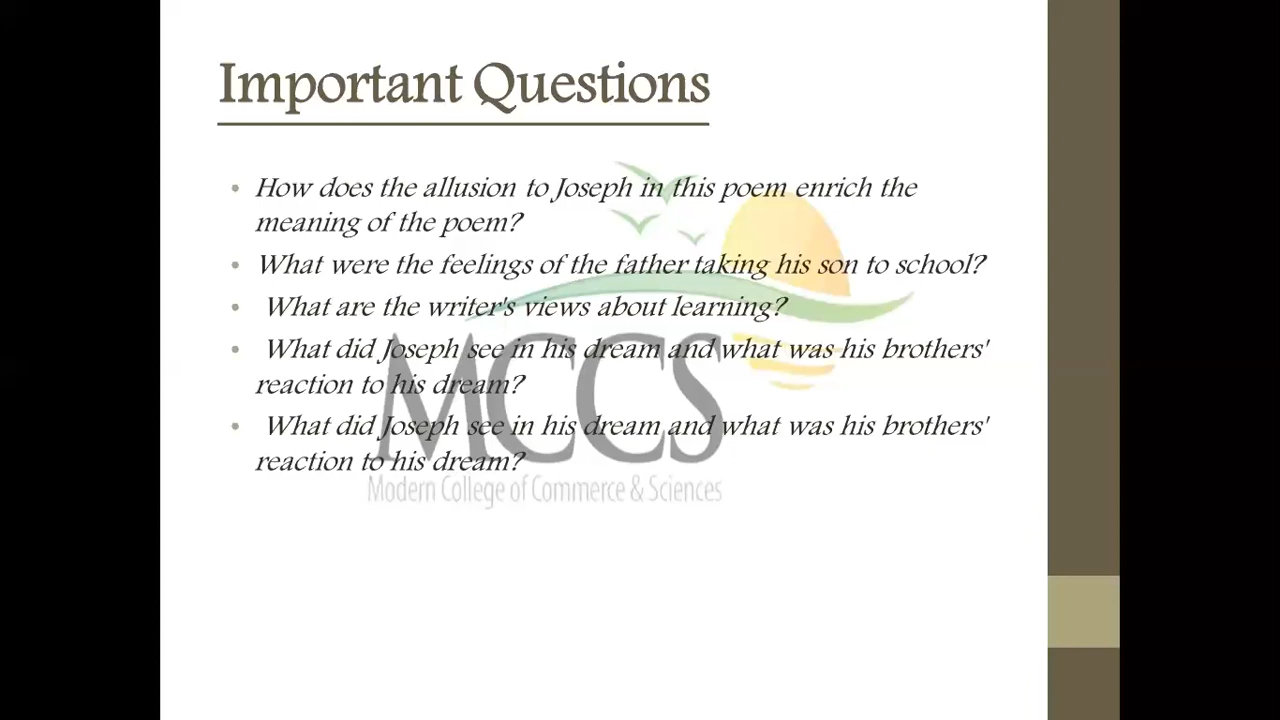 Important Questions
• How does the allusion to Joseph in this poem enrich the
meaning of the poem?
• What were the feelings of the father taking his son to school?
• What are the writer's views about learning?
• What did Joseph see in his dream and what was his brothers'
reaction to his dream?
• What did Joseph see in his dream and what was his brothers'
reaction to his dream?
MCCS
Modern College of Commerce & Sciences